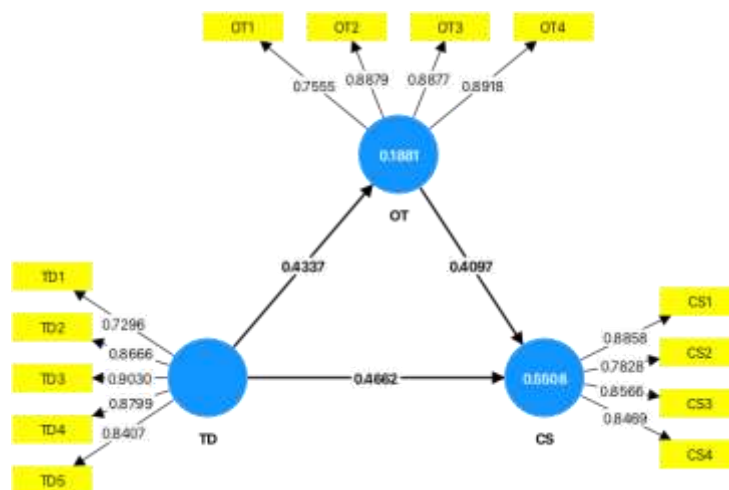 OT1 OT2 OT3 OT4
0.7555 0.8879 0.8877 0.8918
0.1881
OT
0.4337 0.4097
TD1
0.7296
TD2
0.8666
TD3
0.9030
TD4
0.8799
TD5
0.8407
TD
0.4662
0.5508
CS
CS1
0.8858
CS2
0.7828
CS3
0.8566
CS4
0.8469